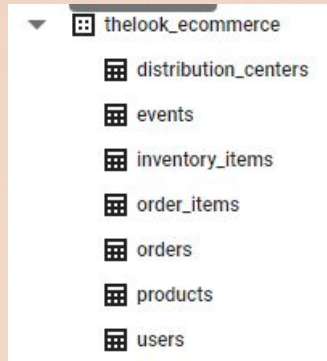 thelook_ecommerce
distribution_centers
events
inventory_items
order_items
orders
products
users